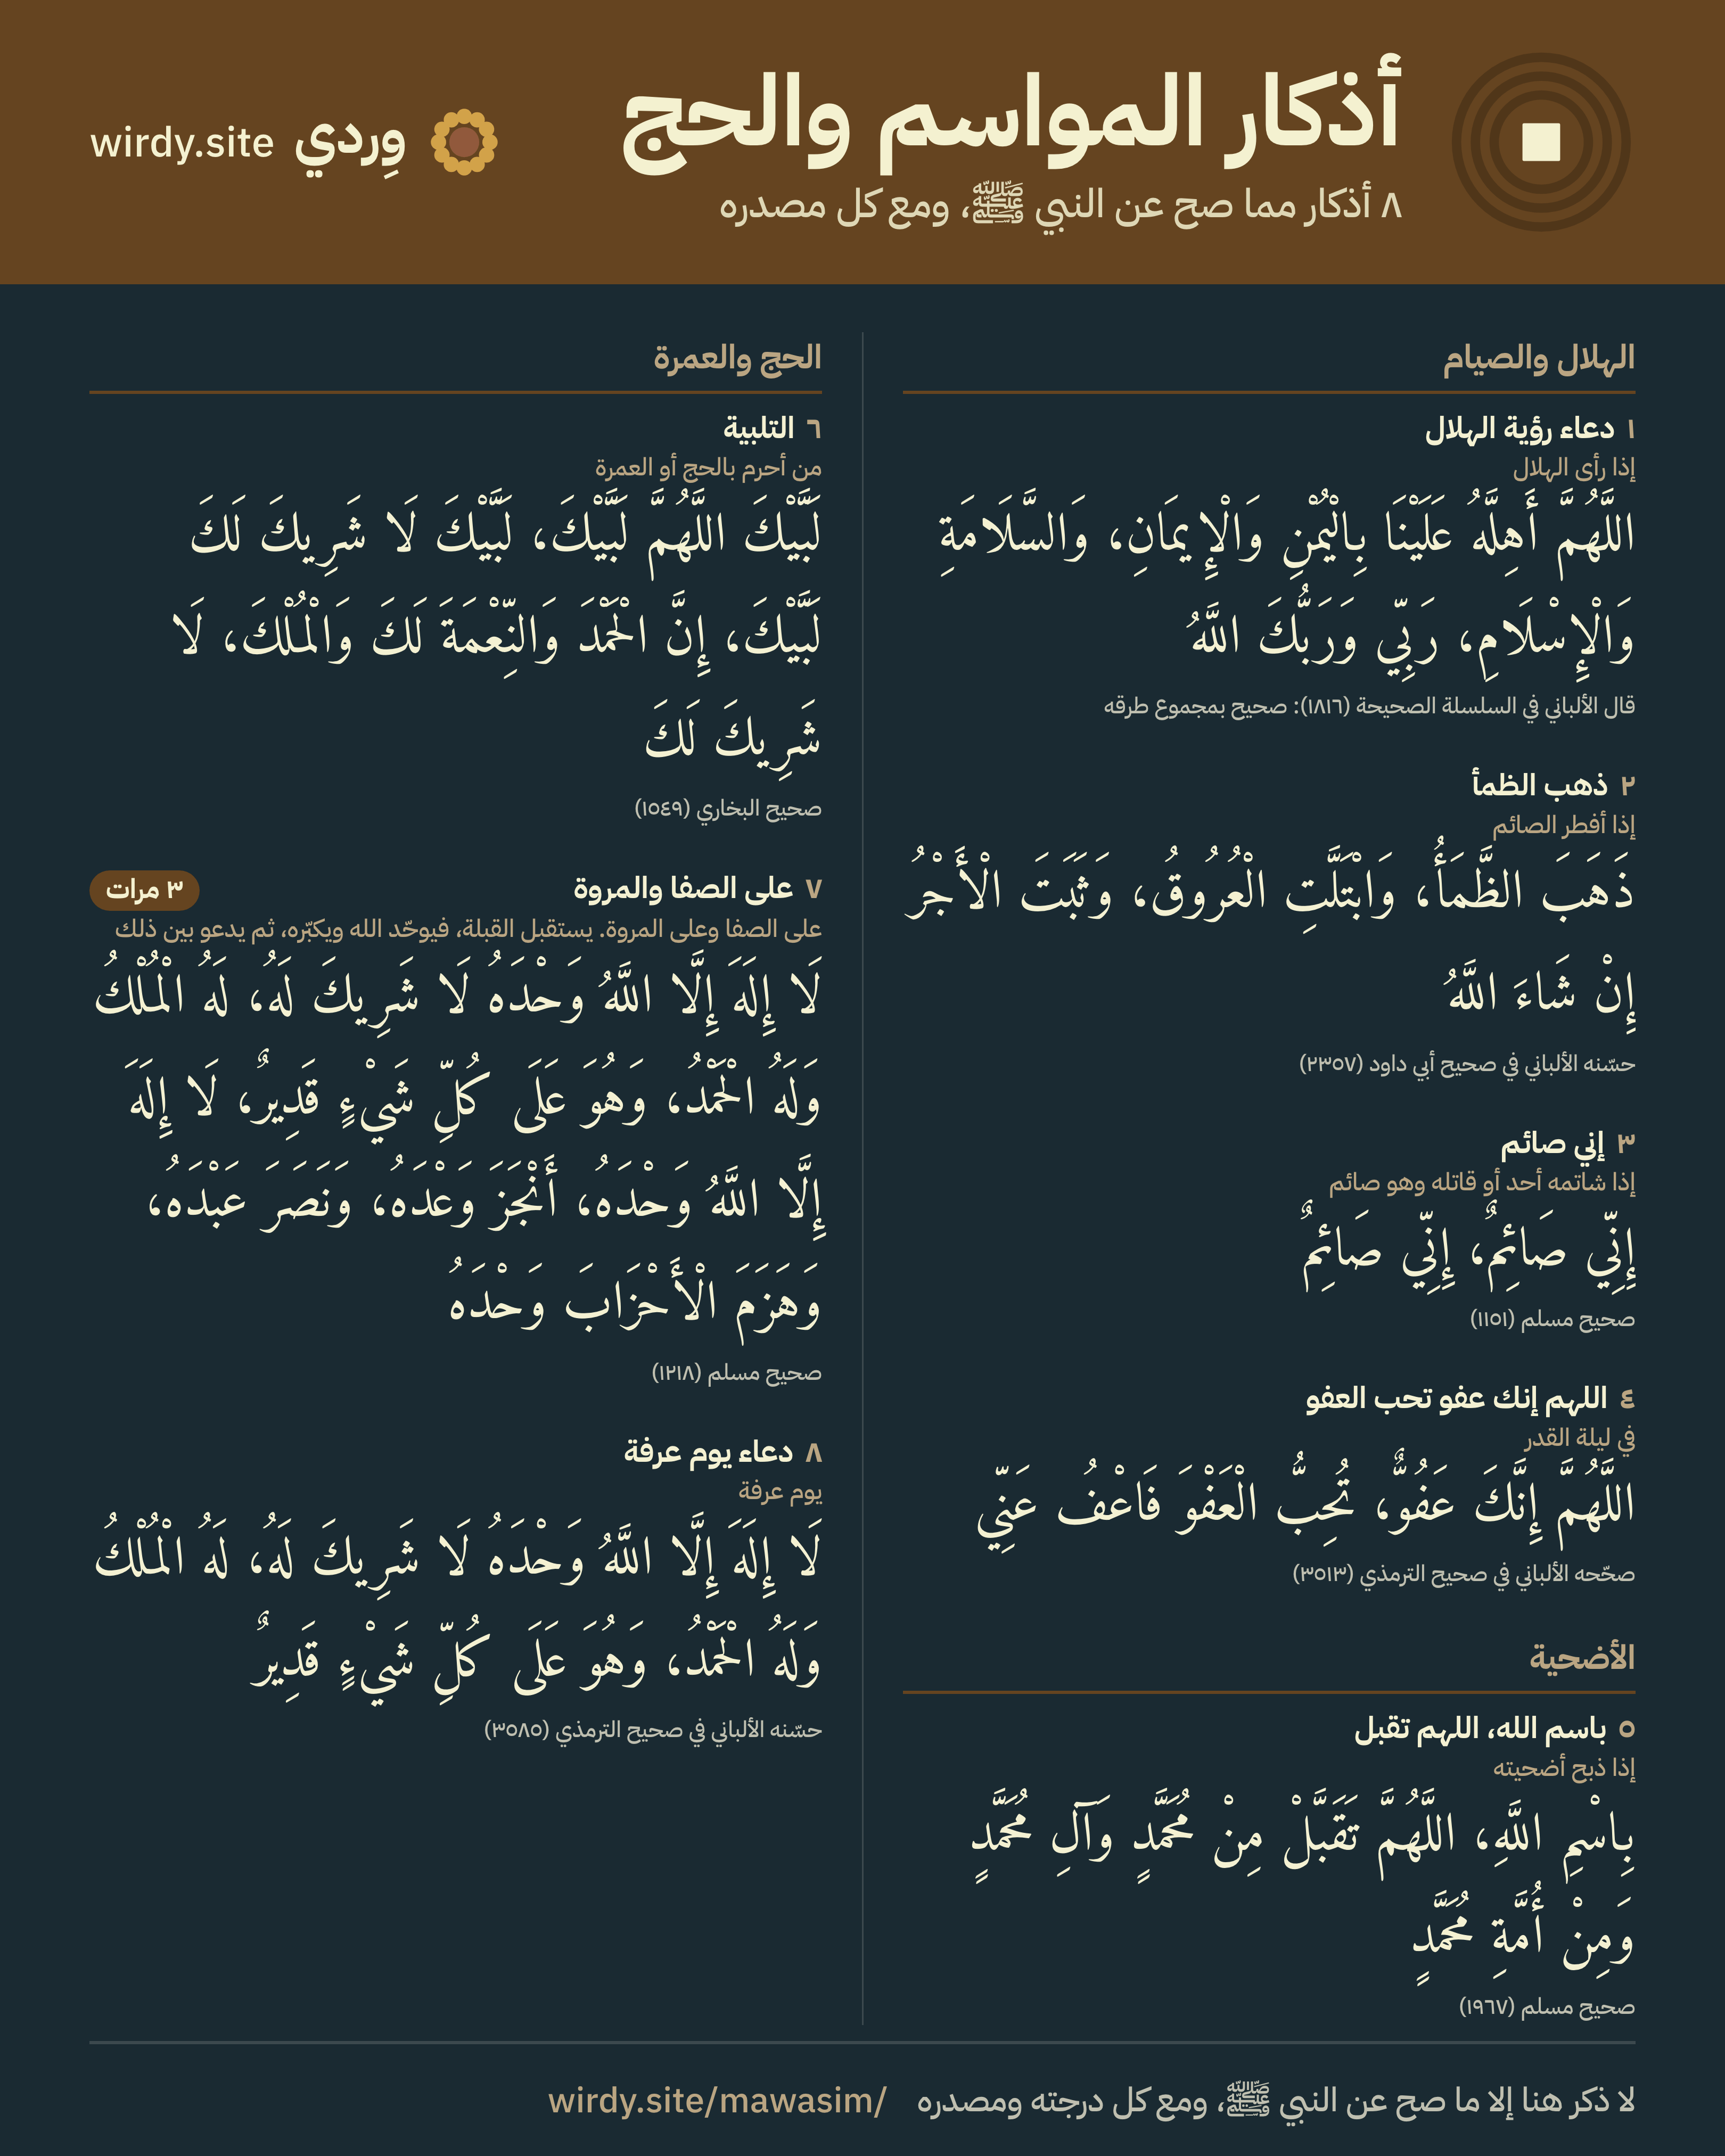 أذكار المواسم والحج
٨ أذكار مما صح عن النبي ﷺ، ومع كل مصدره
وِردي wirdy.site
الهلال والصيام
١ دعاء رؤية الهلال
إذا رأى الهلال
اللَّهُمَّ أَهِلَّهُ عَلَيْنَا بِالْيُمْنِ وَالْإِيمَانِ، وَالسَّلَامَةِ
وَالْإِسْلَامِ، رَبِّي وَرَبُّكَ اللَّهُ
قال الألباني في السلسلة الصحيحة (١٨١٦): صحيح بمجموع طرقه
٢ ذهب الظمأ
إذا أفطر الصائم
ذَهَبَ الظَّمَأُ، وَابْتَلَّتِ الْعُرُوقُ، وَثَبَتَ الْأَجْرُ
إِنْ شَاءَ اللَّهُ
حسّنه الألباني في صحيح أبي داود (٢٣٥٧)
٣ إني صائم
إذا شاتمه أحد أو قاتله وهو صائم
إِنِّي صَائِمٌ، إِنِّي صَائِمٌ
صحيح مسلم (١١٥١)
٤ اللهم إنك عفو تحب العفو
في ليلة القدر
اللَّهُمَّ إِنَّكَ عَفُوٌّ، تُحِبُّ الْعَفْوَ فَاعْفُ عَنِّي
صحّحه الألباني في صحيح الترمذي (٣٥١٣)
الأضحية
٥ باسم الله، اللهم تقبل
إذا ذبح أضحيته
بِاسْمِ اللَّهِ، اللَّهُمَّ تَقَبَّلْ مِنْ مُحَمَّدٍ وَآلِ مُحَمَّدٍ
وَمِنْ أُمَّةِ مُحَمَّدٍ
صحيح مسلم (١٩٦٧)
الحج والعمرة
٦ التلبية
من أحرم بالحج أو العمرة
لَبَّيْكَ اللَّهُمَّ لَبَّيْكَ، لَبَّيْكَ لَا شَرِيكَ لَكَ
لَبَّيْكَ، إِنَّ الْحَمْدَ وَالنِّعْمَةَ لَكَ وَالْمُلْكَ، لَا
شَرِيكَ لَكَ
صحيح البخاري (١٥٤٩)
٧ على الصفا والمروة
٣ مرات
على الصفا وعلى المروة. يستقبل القبلة، فيوحّد الله ويكبّره، ثم يدعو بين ذلك
لَا إِلَهَ إِلَّا اللَّهُ وَحْدَهُ لَا شَرِيكَ لَهُ، لَهُ الْمُلْكُ
وَلَهُ الْحَمْدُ، وَهُوَ عَلَى كُلِّ شَيْءٍ قَدِيرٌ، لَا إِلَهَ
إِلَّا اللَّهُ وَحْدَهُ، أَنْجَزَ وَعْدَهُ، وَنَصَرَ عَبْدَهُ،
وَهَزَمَ الْأَحْزَابَ وَحْدَهُ
صحيح مسلم (١٢١٨)
٨ دعاء يوم عرفة
يوم عرفة
لَا إِلَهَ إِلَّا اللَّهُ وَحْدَهُ لَا شَرِيكَ لَهُ، لَهُ الْمُلْكُ
وَلَهُ الْحَمْدُ، وَهُوَ عَلَى كُلِّ شَيْءٍ قَدِيرٌ
حسّنه الألباني في صحيح الترمذي (٣٥٨٥)
لا ذكر هنا إلا ما صح عن النبي ﷺ، ومع كل درجته ومصدره wirdy.site/mawasim/